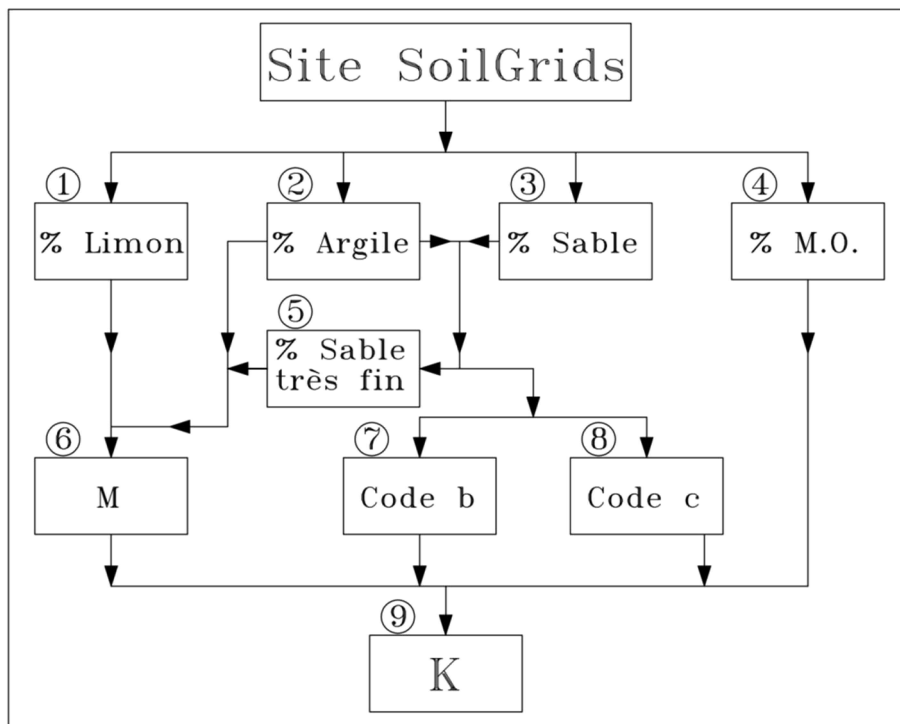 Site SoilGrids
① ② ③ ④
% Limon % Argile % Sable % M.O.
⑤
% Sable
très fin
⑥ ⑦ ⑧
M Code b Code c
⑨
K